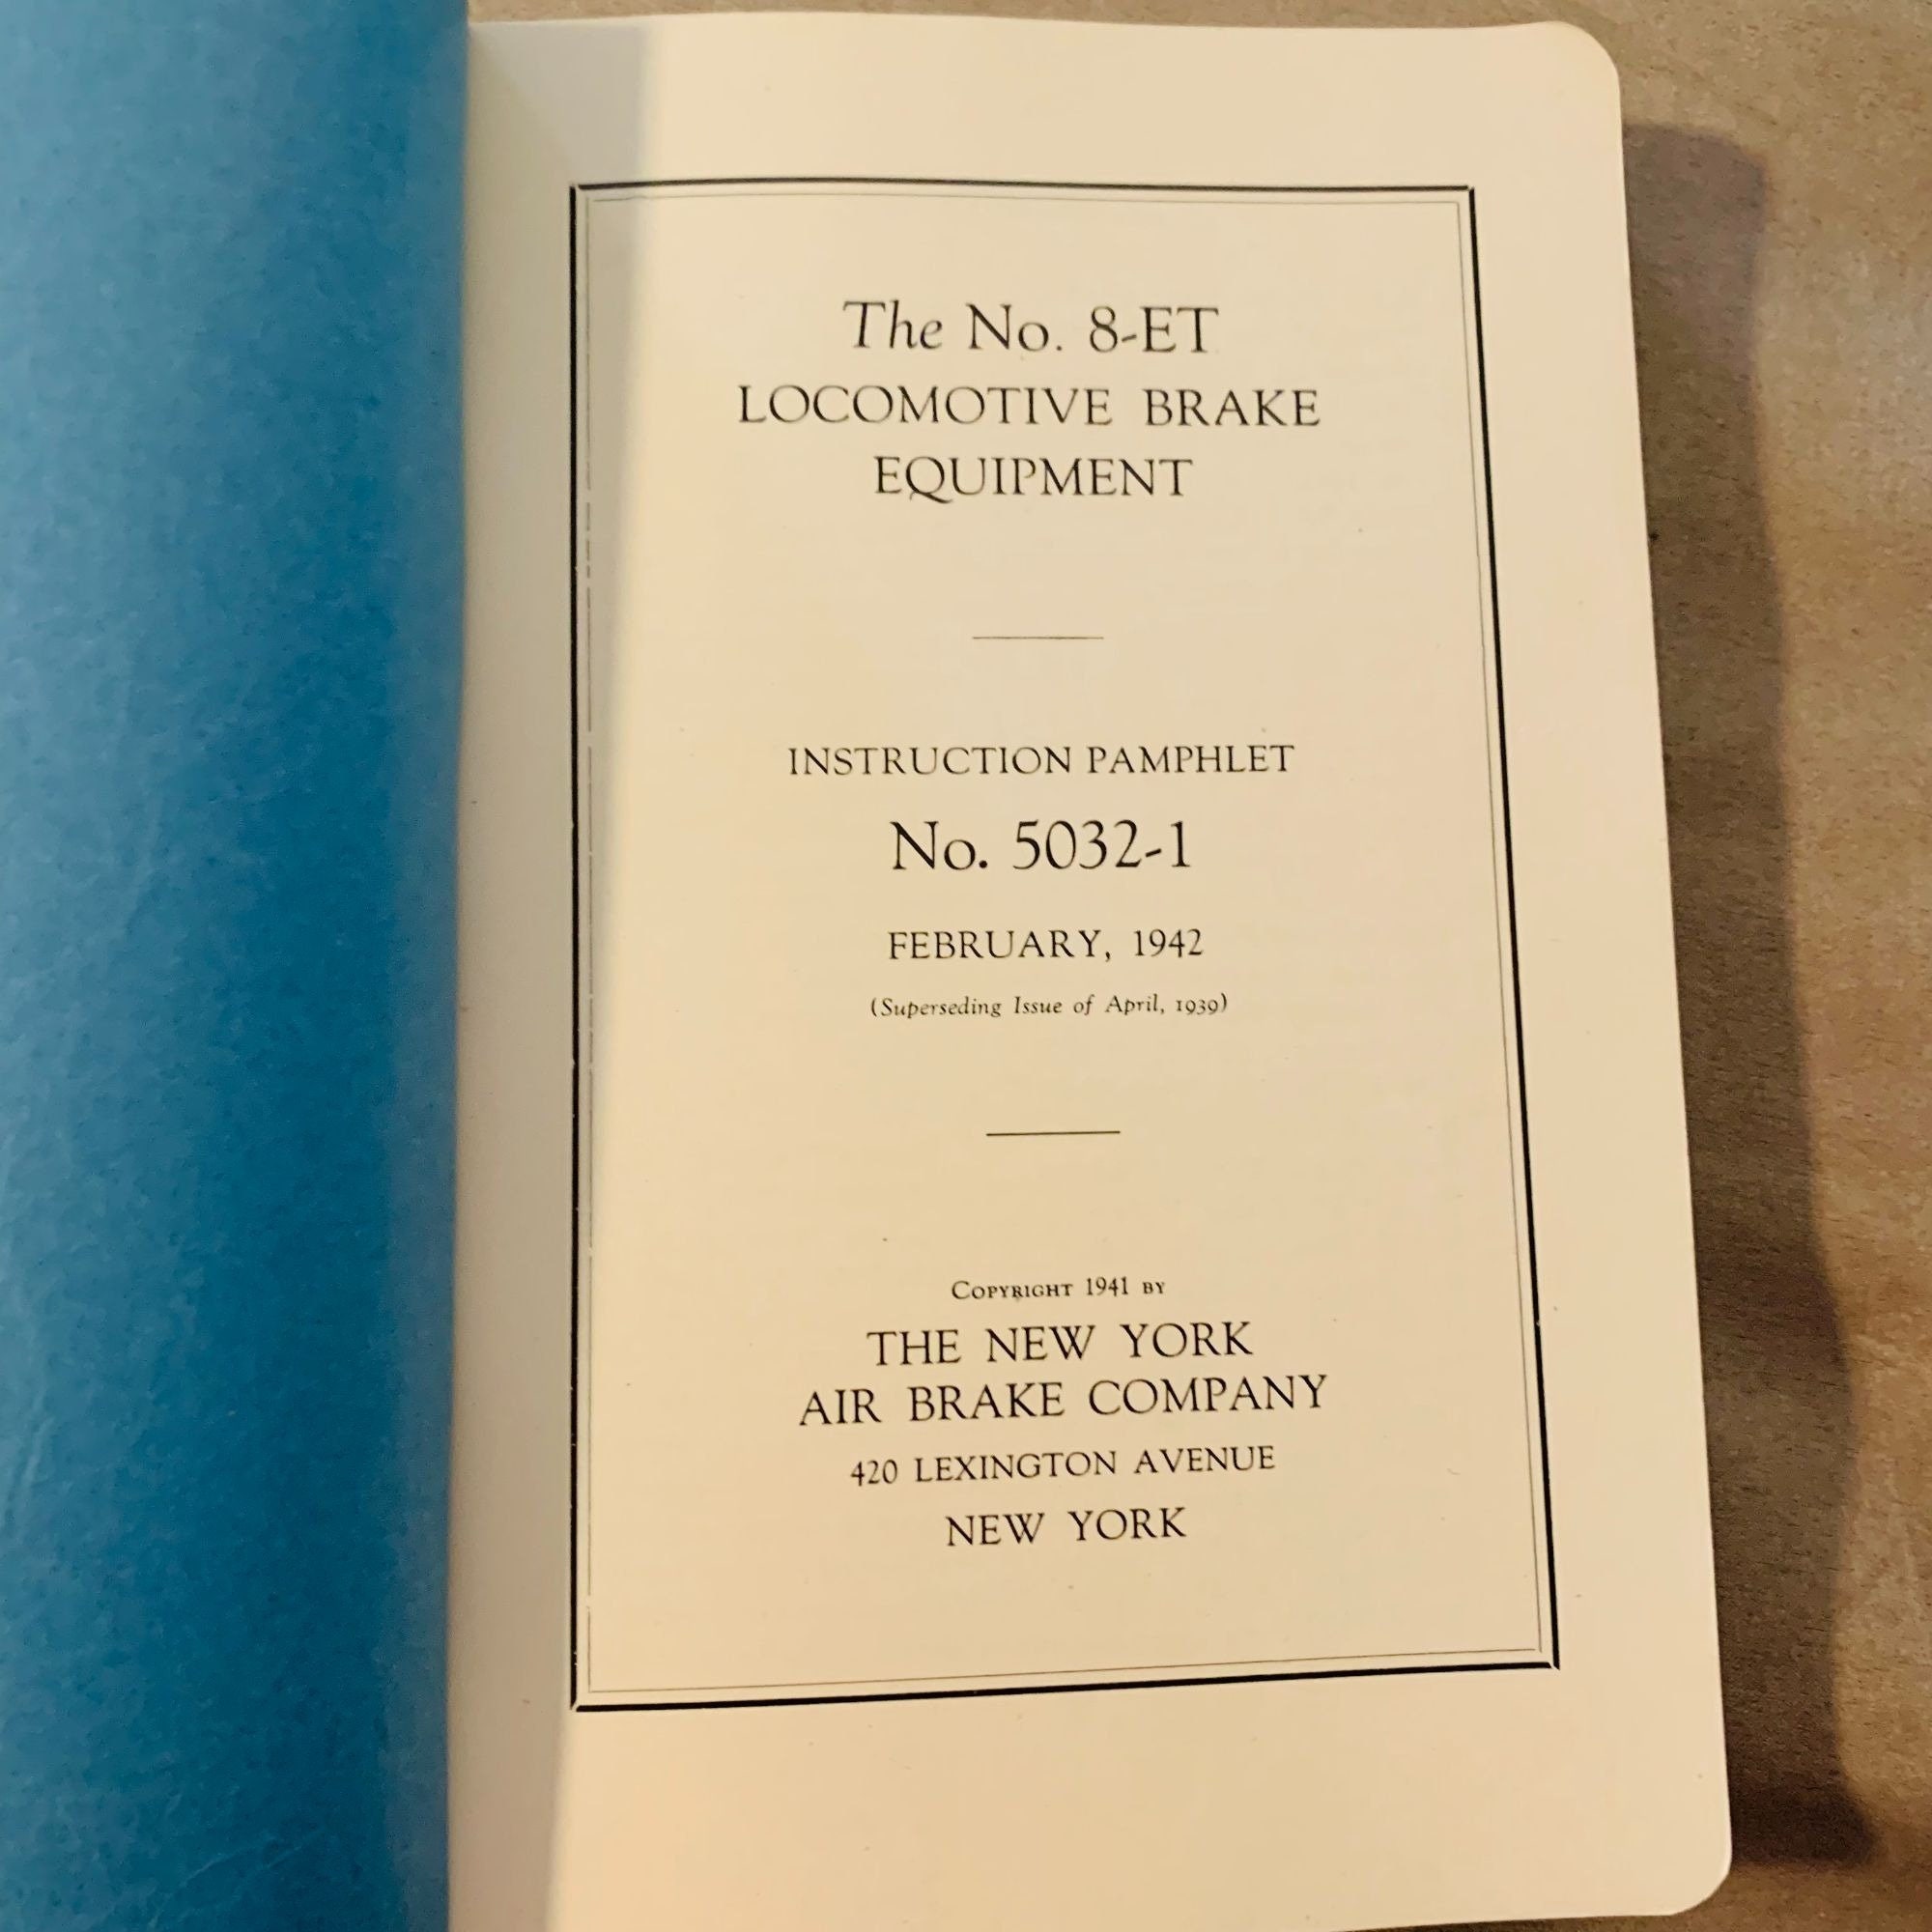 The No. 8-ET
LOCOMOTIVE BRAKE
EQUIPMENT
INSTRUCTION PAMPHLET
No. 5032-1
FEBRUARY, 1942
(Superseding Issue of April, 1939)
COPYRIGHT 1941 BY
THE NEW YORK
AIR BRAKE COMPANY
420 LEXINGTON AVENUE
NEW YORK